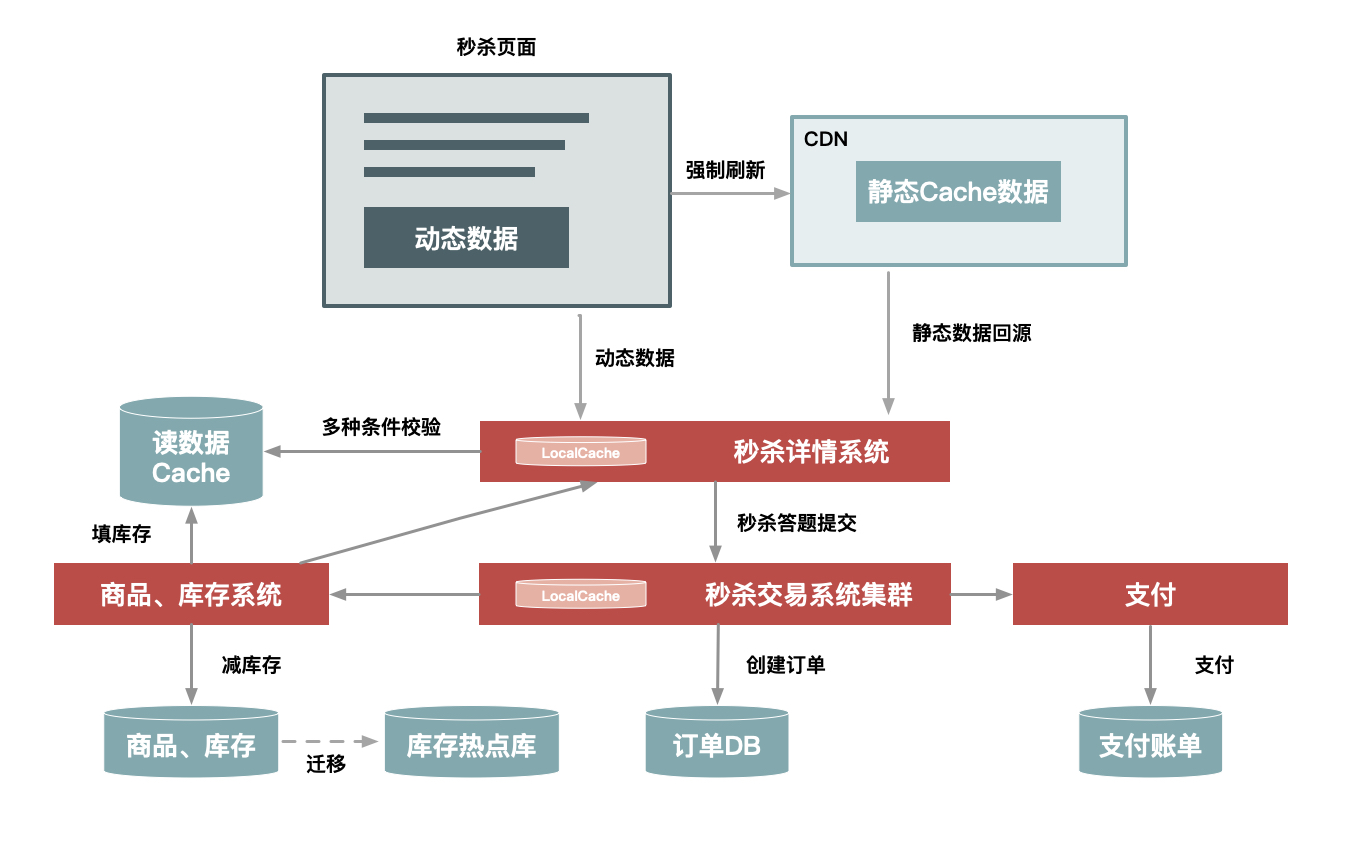 秒杀页面
CDN
静态Cache数据
强制刷新
动态数据
静态数据回源
动态数据
多种条件校验
读数据
Cache
LocalCache
秒杀详情系统
填库存
秒杀答题提交
商品、库存系统
LocalCache
秒杀交易系统集群
支付
减库存
创建订单
支付
商品、库存
迁移
库存热点库
订单DB
支付账单